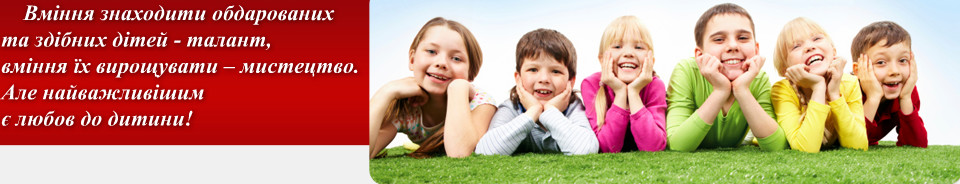 Вміння знаходити обдарованих
та здібних дітей - талант,
вміння їх вирощувати – мистецтво.
Але найважливішим
є любов до дитини!